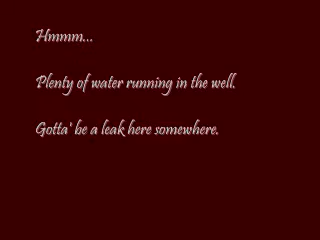 Hmmm...
Plenty of water running in the well.
Gotta' be a leak here somewhere.